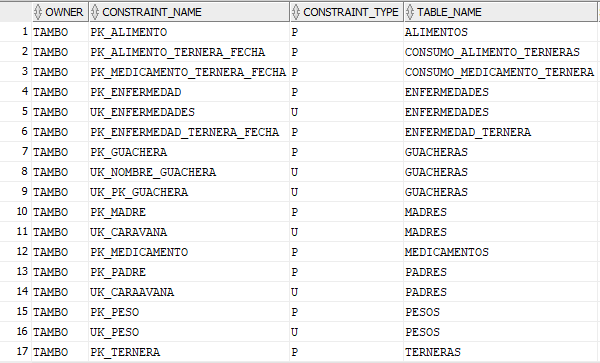 OWNER CONSTRAINT_NAME CONSTRAINT_TYPE TABLE_NAME
1 TAMBO PK_ALIMENTO P ALIMENTOS
2 TAMBO PK_ALIMENTO_TERNERA_FECHA P CONSUMO_ALIMENTO_TERNERAS
3 TAMBO PK_MEDICAMENTO_TERNERA_FECHA P CONSUMO_MEDICAMENTO_TERNERA
4 TAMBO PK_ENFERMEDAD P ENFERMEDADES
5 TAMBO UK_ENFERMEDADES U ENFERMEDADES
6 TAMBO PK_ENFERMEDAD_TERNERA_FECHA P ENFERMEDAD_TERNERA
7 TAMBO PK_GUACHERA P GUACHERAS
8 TAMBO UK_NOMBRE_GUACHERA U GUACHERAS
9 TAMBO UK_PK_GUACHERA U GUACHERAS
10 TAMBO PK_MADRE P MADRES
11 TAMBO UK_CARAVANA U MADRES
12 TAMBO PK_MEDICAMENTO P MEDICAMENTOS
13 TAMBO PK_PADRE P PADRES
14 TAMBO UK_CARAAVANA U PADRES
15 TAMBO PK_PESO P PESOS
16 TAMBO UK_PESO U PESOS
17 TAMBO PK_TERNERA P TERNERAS